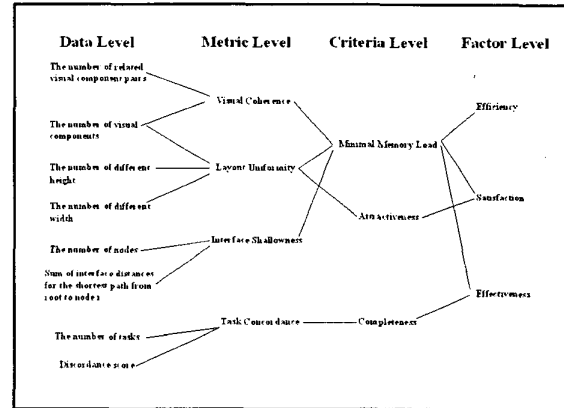 Data Level Metric Level Criteria Level Factor Level
The number of related
visual component pairs
Visual Coherence
Efficiency
The number of visual
components
Minimal Memory Load
The number of different
height
Layout Uniformity
Satisfaction
The number of different
width
Attractiveness
The number of nodes
Interface Shallowness
Sum of interface distances
for the shortest path from
root to nodes
Effectiveness
The number of tasks
Task Concordance
Completeness
Discordance score